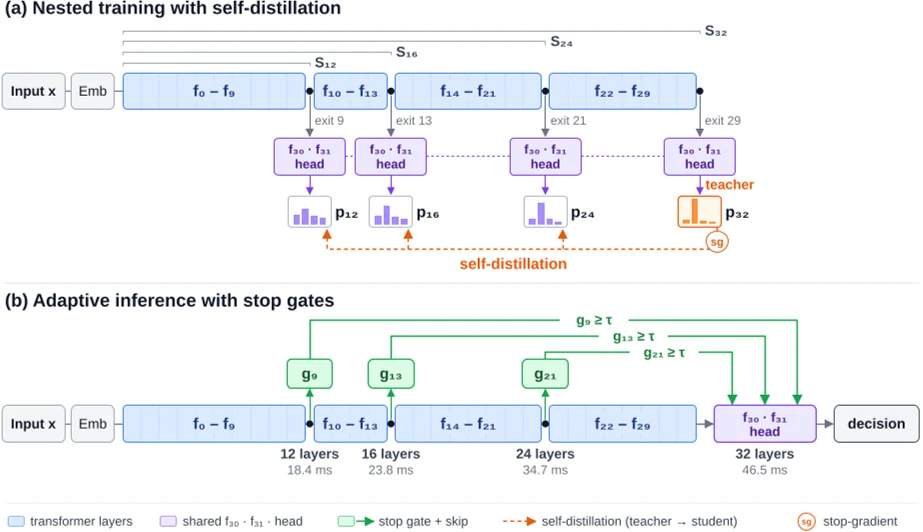 (a) Nested training with self-distillation
S₃₂
S₂₄
S₁₆
S₁₂
Input x Emb f₀ – f₉ f₁₀ – f₁₃ f₁₄ – f₂₁ f₂₂ – f₂₉
exit 9 exit 13 exit 21 exit 29
f₃₀ · f₃₁ f₃₀ · f₃₁ f₃₀ · f₃₁ f₃₀ · f₃₁
head head head head
teacher
p₁₂ p₁₆ p₂₄ p₃₂
sg
self-distillation
(b) Adaptive inference with stop gates
g₉ ≥ τ
g₁₃ ≥ τ
g₂₁ ≥ τ
g₉ g₁₃ g₂₁
Input x Emb f₀ – f₉ f₁₀ – f₁₃ f₁₄ – f₂₁ f₂₂ – f₂₉ f₃₀ · f₃₁ decision
head
12 layers 16 layers 24 layers 32 layers
18.4 ms 23.8 ms 34.7 ms 46.5 ms
transformer layers shared f₃₀ · f₃₁ · head stop gate + skip self-distillation (teacher → student) sg stop-gradient